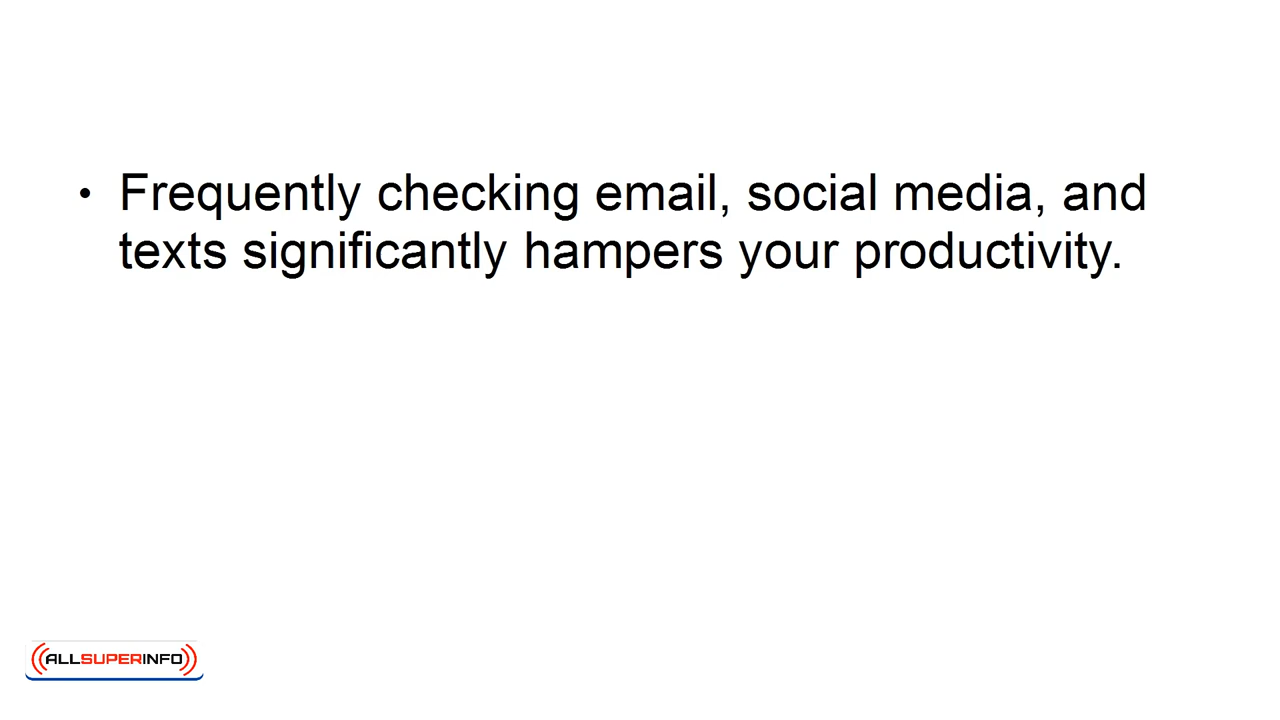 • Frequently checking email, social media, and
texts significantly hampers your productivity.
ALLSUPERINFO